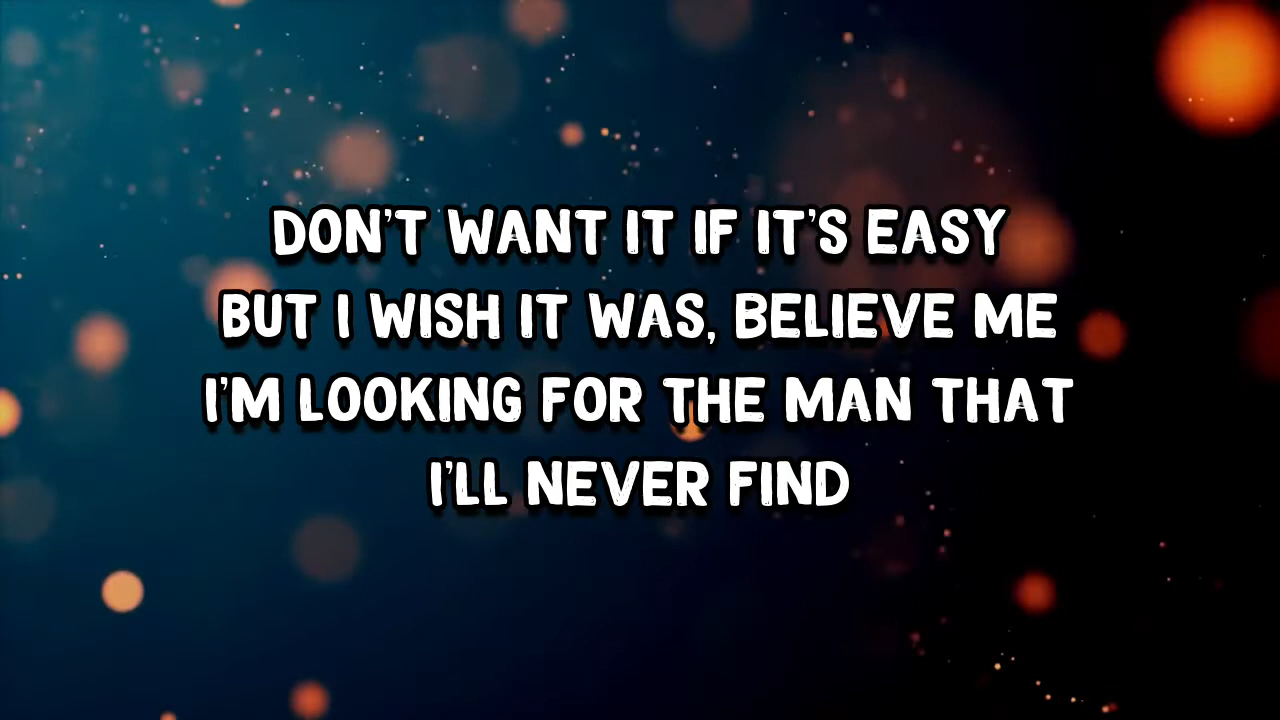 DON'T WANT IT IF IT'S EASY
BUT I WISH IT WAS, BELIEVE ME
I'M LOOKING FOR THE MAN THAT
I'LL NEVER FIND